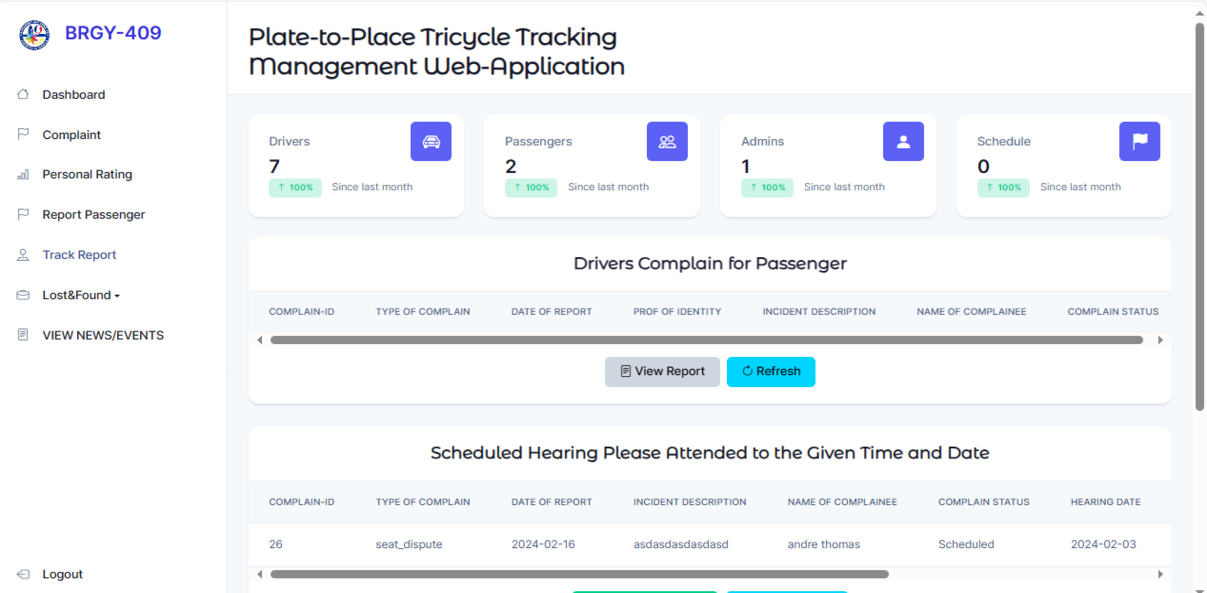 BRGY-409
Dashboard
Complaint
Personal Rating
Report Passenger
Track Report
Lost&Found
VIEW NEWS/EVENTS
Logout
Plate-to-Place Tricycle Tracking
Management Web-Application
Drivers
7
↑ 100% Since last month
Passengers
2
↑ 100% Since last month
Admins
1
↑ 100% Since last month
Schedule
0
↑ 100% Since last month
Drivers Complain for Passenger
COMPLAIN-ID TYPE OF COMPLAIN DATE OF REPORT PROF OF IDENTITY INCIDENT DESCRIPTION NAME OF COMPLAINEE COMPLAIN STATUS
View Report Refresh
Scheduled Hearing Please Attended to the Given Time and Date
COMPLAIN-ID TYPE OF COMPLAIN DATE OF REPORT INCIDENT DESCRIPTION NAME OF COMPLAINEE COMPLAIN STATUS HEARING DATE
26 seat_dispute 2024-02-16 asdasdasdasdasd andre thomas Scheduled 2024-02-03